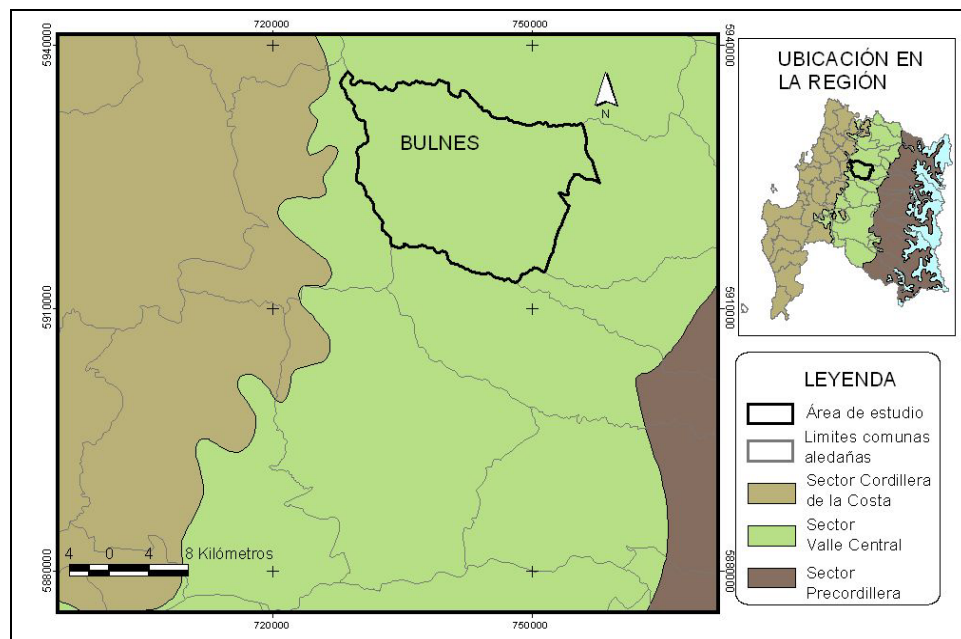 720000
750000
5940000
5940000
BULNES
N
5910000
5910000
4 0 4 8 Kilómetros
5880000
5880000
720000
750000
UBICACIÓN EN
LA REGIÓN
LEYENDA
Área de estudio
Limites comunas
aledañas
Sector Cordillera
de la Costa
Sector
Valle Central
Sector
Precordillera